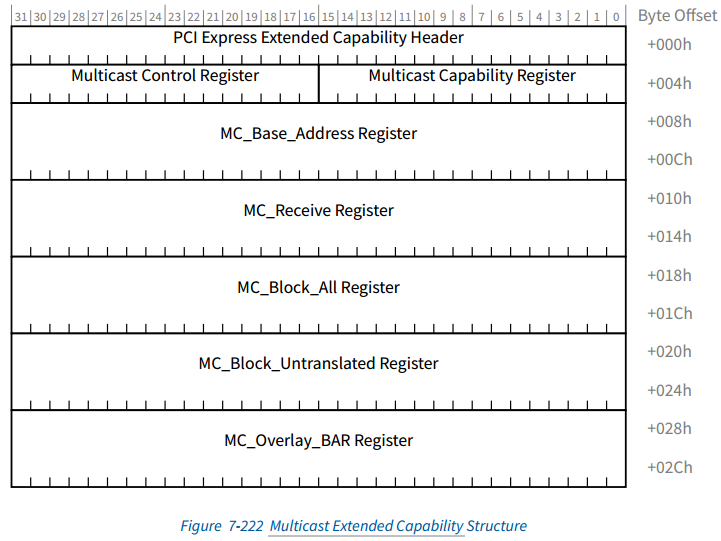 31 30 29 28 27 26 25 24 23 22 21 20 19 18 17 16 15 14 13 12 11 10 9 8 7 6 5 4 3 2 1 0 Byte Offset
PCI Express Extended Capability Header +000h
Multicast Control Register Multicast Capability Register +004h
+008h
MC_Base_Address Register
+00Ch
MC_Receive Register +010h
+014h
MC_Block_All Register +018h
+01Ch
MC_Block_Untranslated Register +020h
+024h
MC_Overlay_BAR Register +028h
+02Ch
Figure 7-222 Multicast Extended Capability Structure